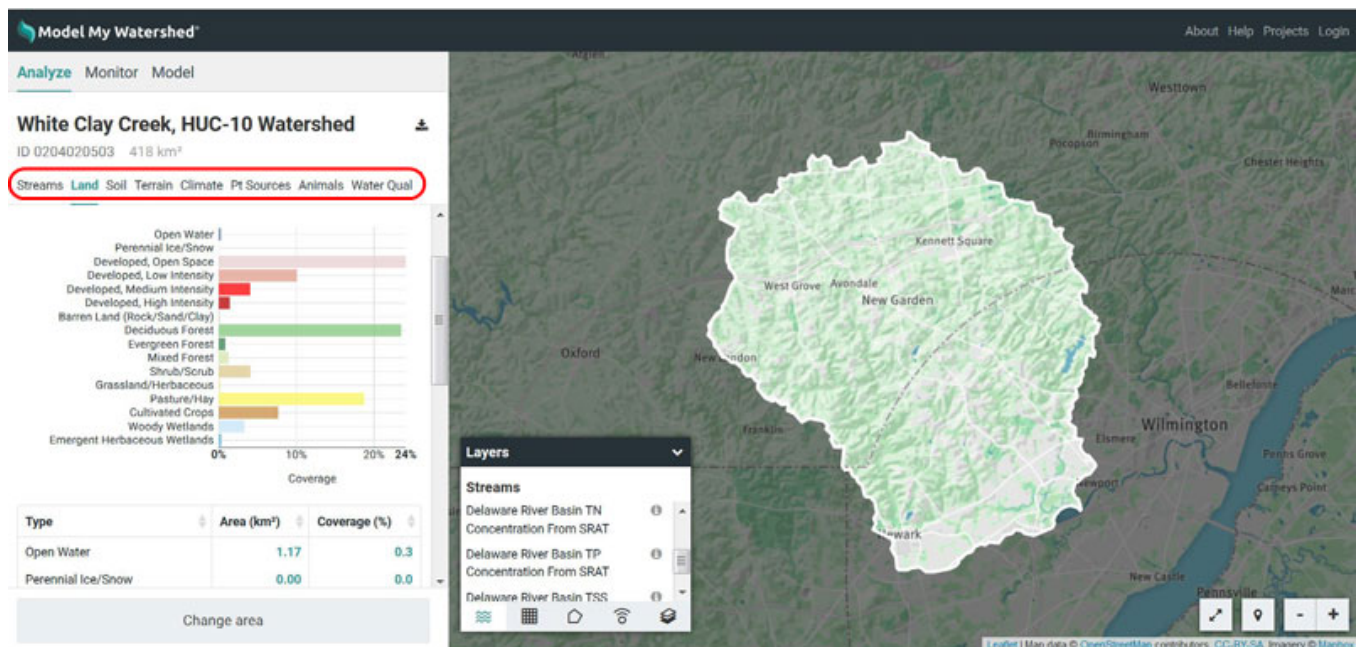 Model My Watershed®
About Help Projects Login
Analyze Monitor Model
White Clay Creek, HUC-10 Watershed
ID 0204020503 418 km²
Streams Land Soil Terrain Climate Pt Sources Animals Water Qual
Open Water
Perennial Ice/Snow
Developed, Open Space
Developed, Low Intensity
Developed, Medium Intensity
Developed, High Intensity
Barren Land (Rock/Sand/Clay)
Deciduous Forest
Evergreen Forest
Mixed Forest
Shrub/Scrub
Grassland/Herbaceous
Pasture/Hay
Cultivated Crops
Woody Wetlands
Emergent Herbaceous Wetlands
0% 10% 20% 24%
Coverage
Type Area (km²) Coverage (%)
Open Water 1.17 0.3
Perennial Ice/Snow 0.00 0.0
Change area
Westtown
Birmingham
Pocopson
Chester Heights
Kennett Square
West Grove Avondale
New Garden
Oxford
New London
Bellefonte
Franklin
Wilmington
Elsmere
Penns Grove
Newport
Carneys Point
Newark
New Castle
Pennsville
Layers
Streams
Delaware River Basin TN
Concentration From SRAT
Delaware River Basin TP
Concentration From SRAT
Delaware River Basin TSS
- +
Leaflet | Map data © OpenStreetMap contributors, CC-BY-SA, Imagery © Mapbox